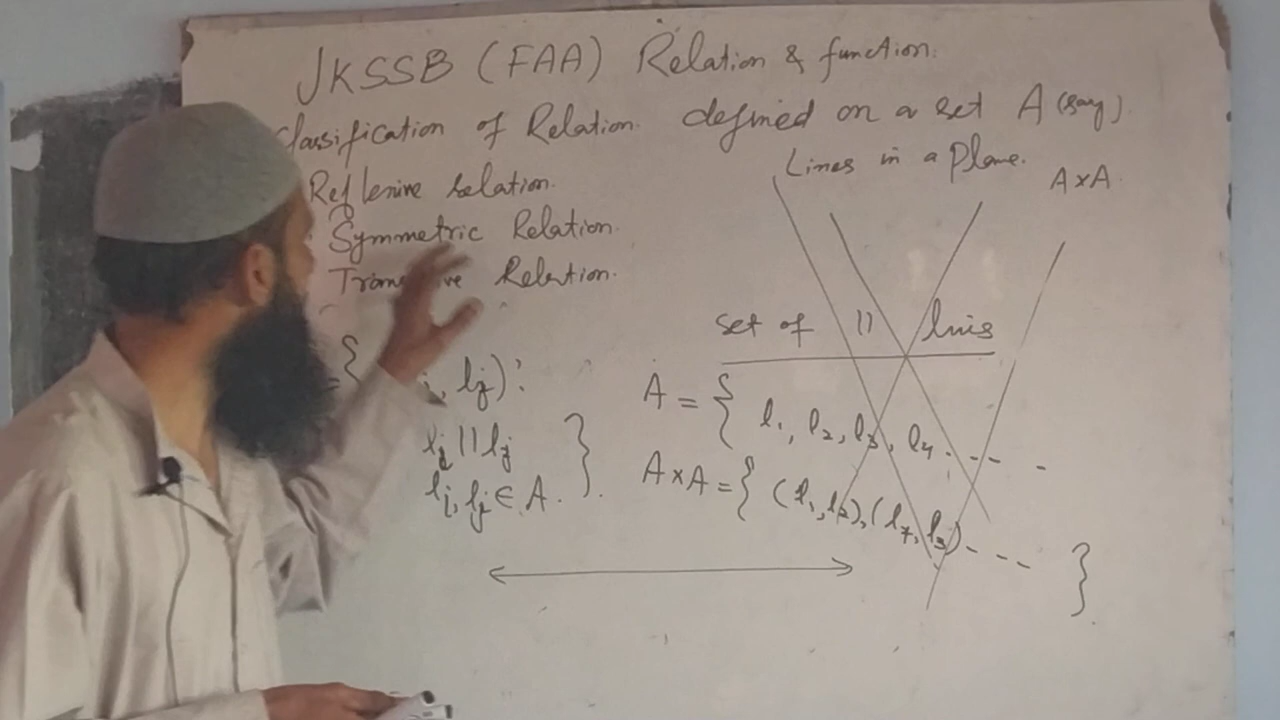 JKSSB (FAA) Relation & function.
Classification of Relation. defined on a set A (say).
Lines in a Plane.
A×A.
Reflexive Relation.
Symmetric Relation.
Relation.
set of || lines
= { , lj):
li || lj
li, lj ∈ A. }.
A = { l1, l2, l3, l4 - - - -
A×A = { (l1, l2), (l7, l3) - - - }